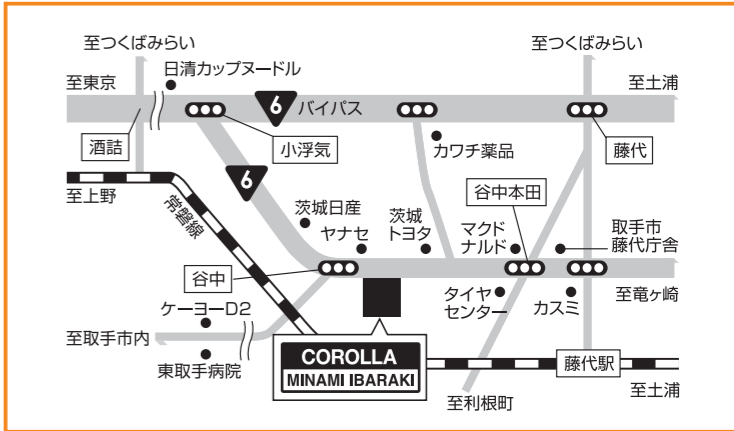 至つくばみらい
至つくばみらい
日清カップヌードル
至東京
至土浦
6
バイパス
酒詰
小浮気
カワチ薬品
藤代
6
至上野
常磐線
茨城日産
ヤナセ
茨城
トヨタ
谷中本田
マクド
ナルド
取手市
藤代庁舎
谷中
ケーヨーD2
タイヤ
センター
カスミ
至竜ヶ崎
至取手市内
東取手病院
COROLLA
MINAMI IBARAKI
藤代駅
至土浦
至利根町